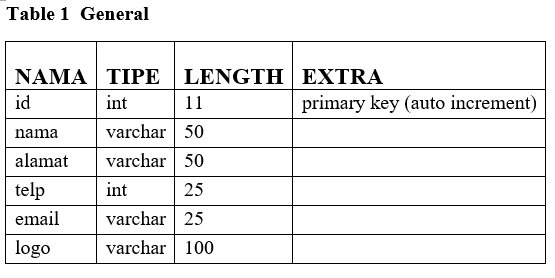 Table 1 General
NAMA TIPE LENGTH EXTRA
id int 11 primary key (auto increment)
nama varchar 50
alamat varchar 50
telp int 25
email varchar 25
logo varchar 100